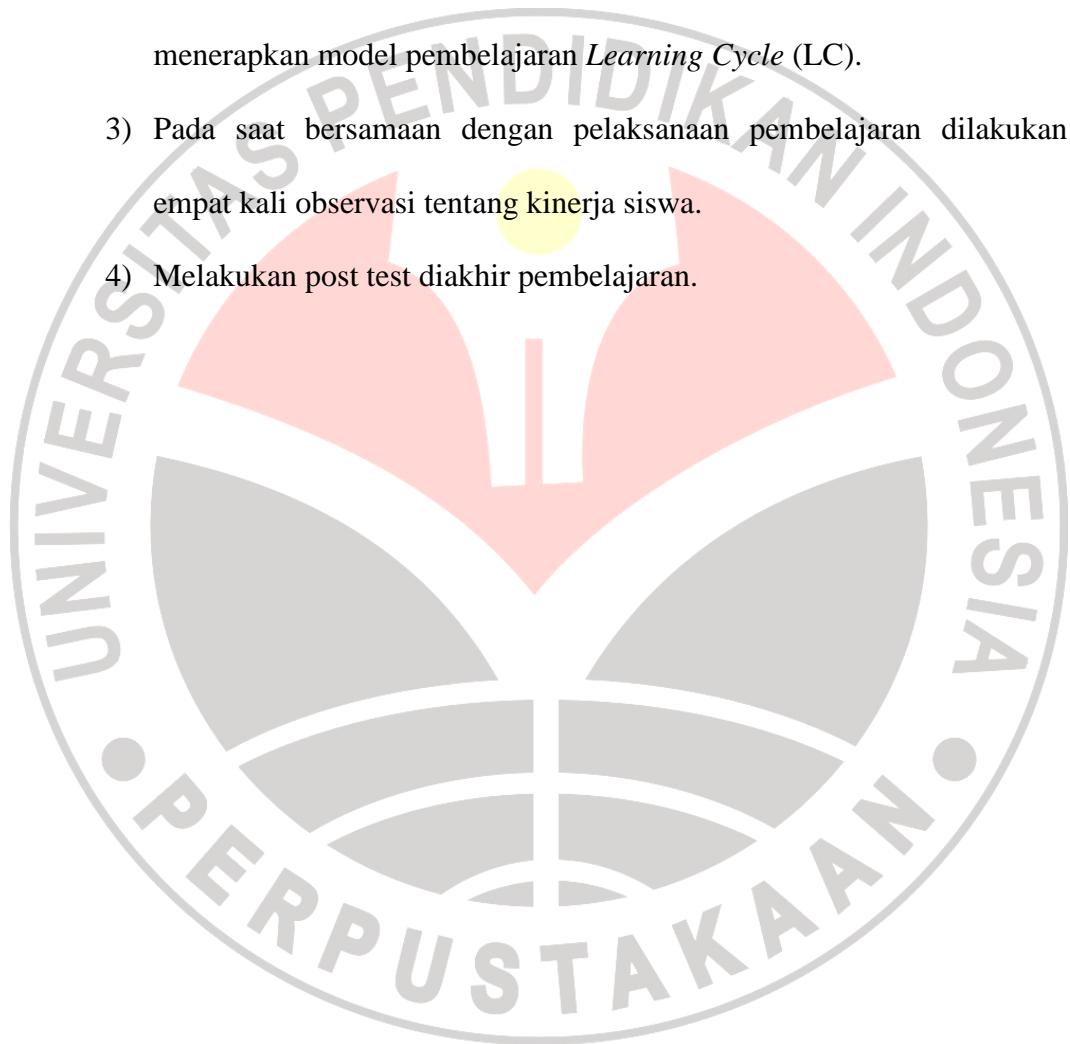 menerapkan model pembelajaran Learning Cycle (LC).
3) Pada saat bersamaan dengan pelaksanaan pembelajaran dilakukan
empat kali observasi tentang kinerja siswa.
4) Melakukan post test diakhir pembelajaran.
UNIVERSITAS PENDIDIKAN INDONESIA
PERPUSTAKAAN